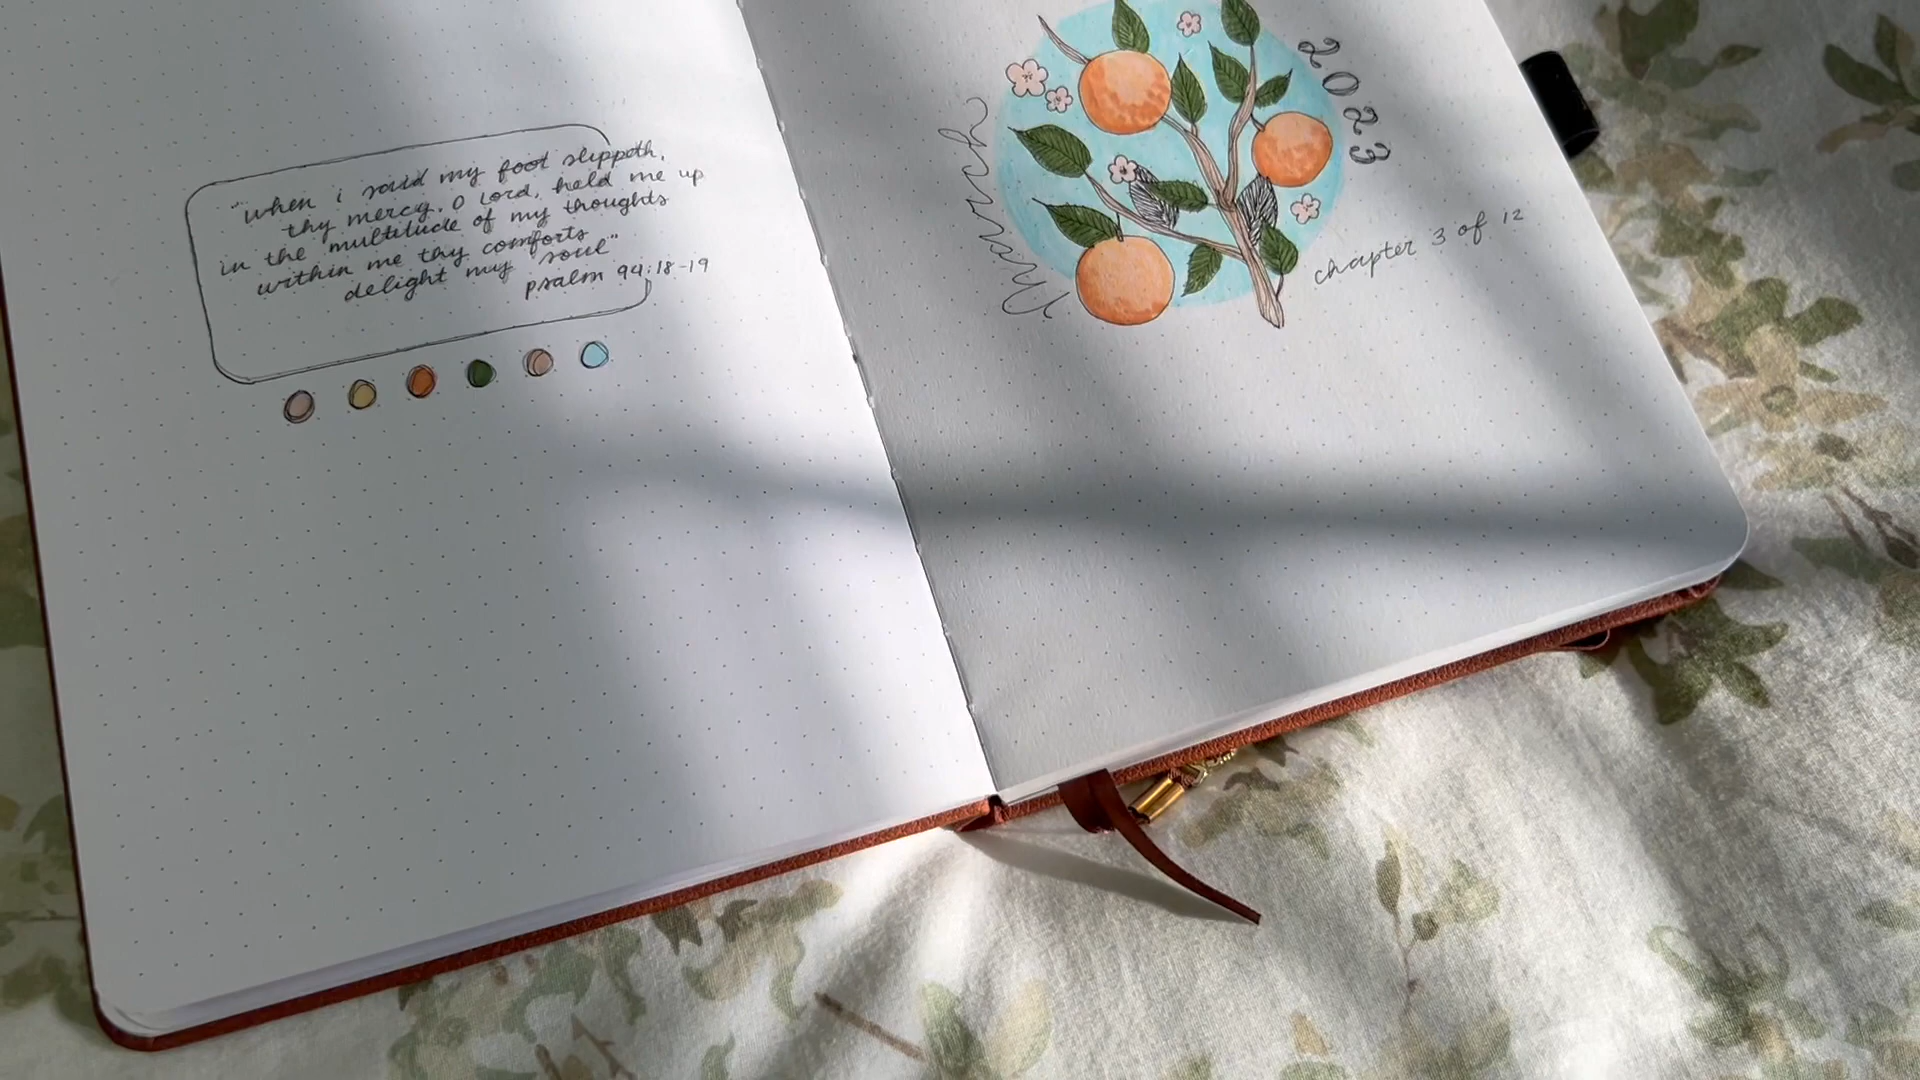 "when i said my foot slippeth,
thy mercy, O Lord, held me up
in the multitude of my thoughts
within me thy comforts
delight my soul"
psalm 94:18-19
March
2023
chapter 3 of 12